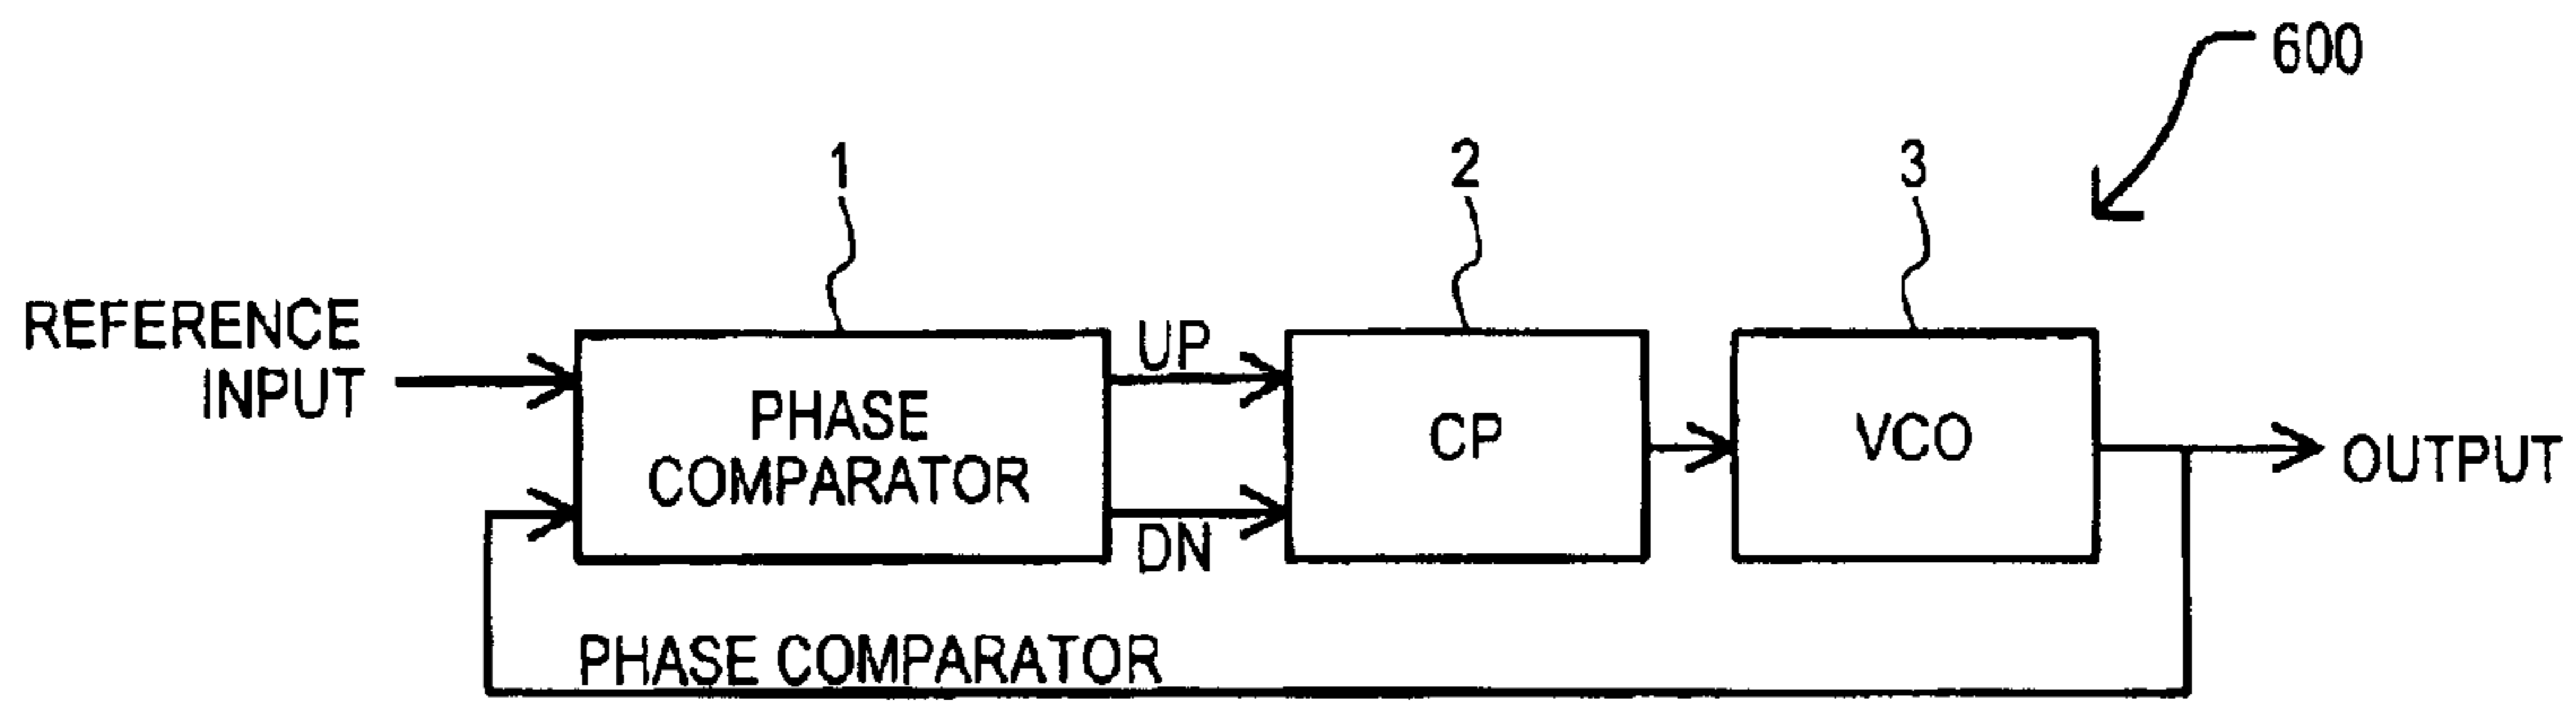 600
1
2
3
REFERENCE
INPUT
UP
PHASE
COMPARATOR
CP
VCO
OUTPUT
DN
PHASE COMPARATOR